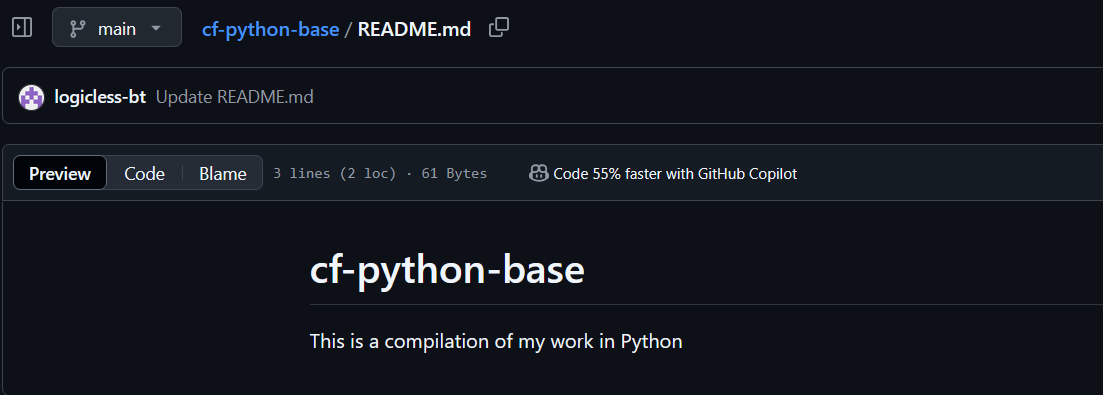 main cf-python-base / README.md
logicless-bt Update README.md
Preview Code Blame 3 lines (2 loc) · 61 Bytes Code 55% faster with GitHub Copilot
cf-python-base
This is a compilation of my work in Python